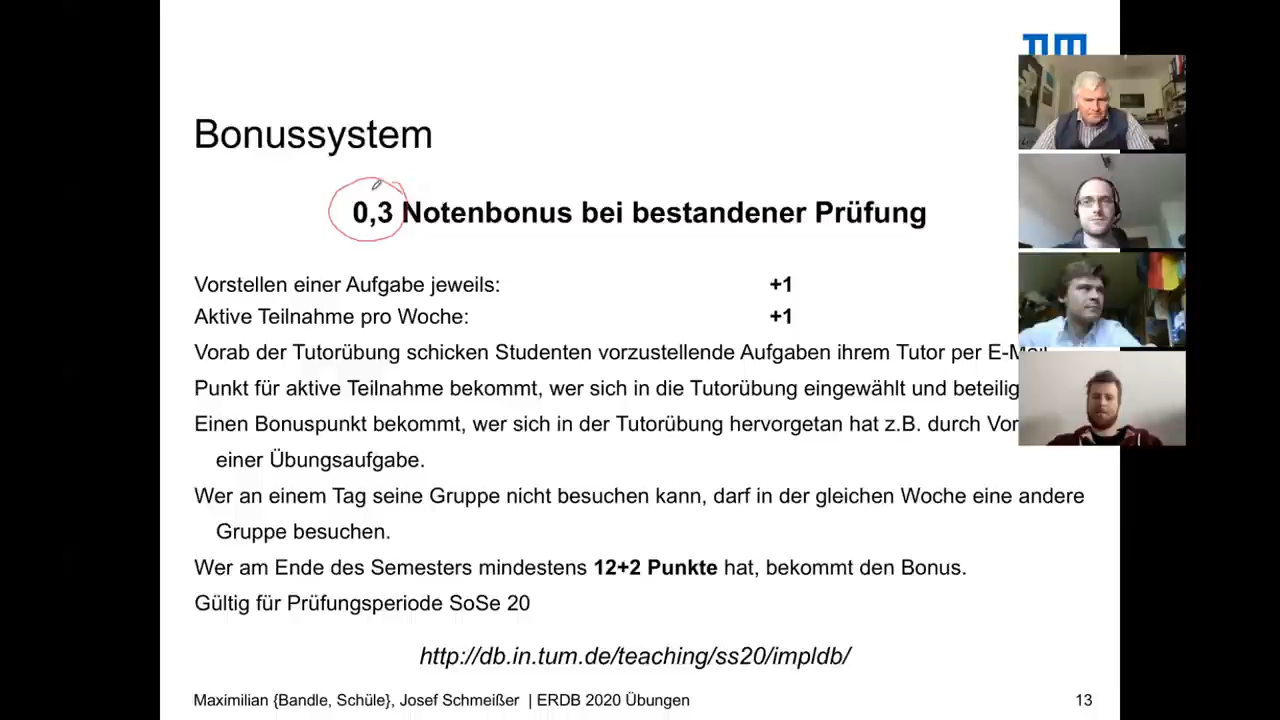 TUM
Bonussystem
0,3 Notenbonus bei bestandener Prüfung
Vorstellen einer Aufgabe jeweils: +1
Aktive Teilnahme pro Woche: +1
Vorab der Tutorübung schicken Studenten vorzustellende Aufgaben ihrem Tutor per
Punkt für aktive Teilnahme bekommt, wer sich in die Tutorübung eingewählt und
Einen Bonuspunkt bekommt, wer sich in der Tutorübung hervorgetan hat z.B. durch
einer Übungsaufgabe.
Wer an einem Tag seine Gruppe nicht besuchen kann, darf in der gleichen Woche eine andere
Gruppe besuchen.
Wer am Ende des Semesters mindestens 12+2 Punkte hat, bekommt den Bonus.
Gültig für Prüfungsperiode SoSe 20
http://db.in.tum.de/teaching/ss20/impldb/
Maximilian {Bandle, Schüle}, Josef Schmeißer | ERDB 2020 Übungen 13